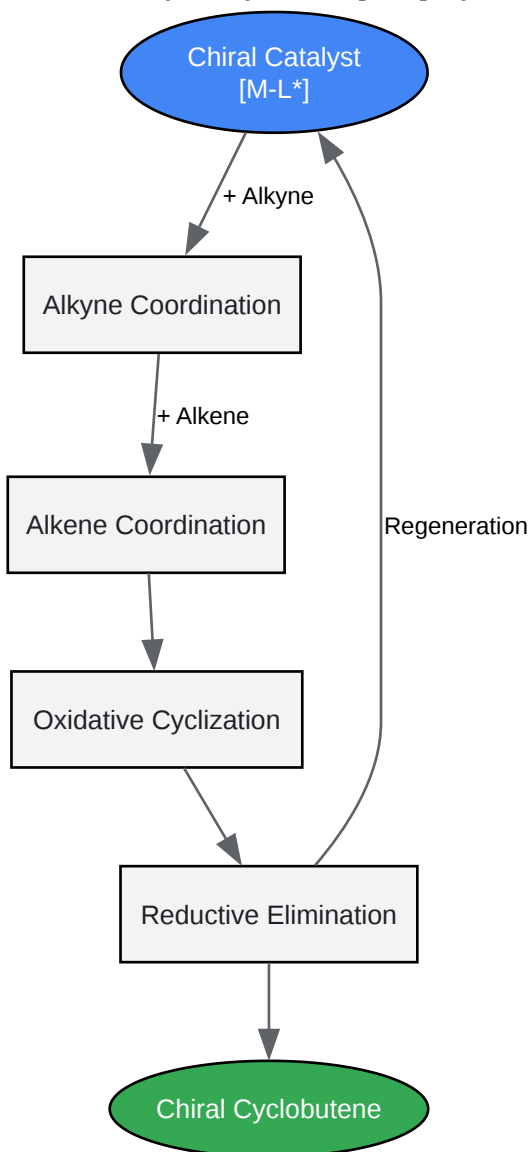 Chiral Catalyst
[M-L*]
+ Alkyne
Alkyne Coordination
+ Alkene
Alkene Coordination
Regeneration
Oxidative Cyclization
Reductive Elimination
Chiral Cyclobutene